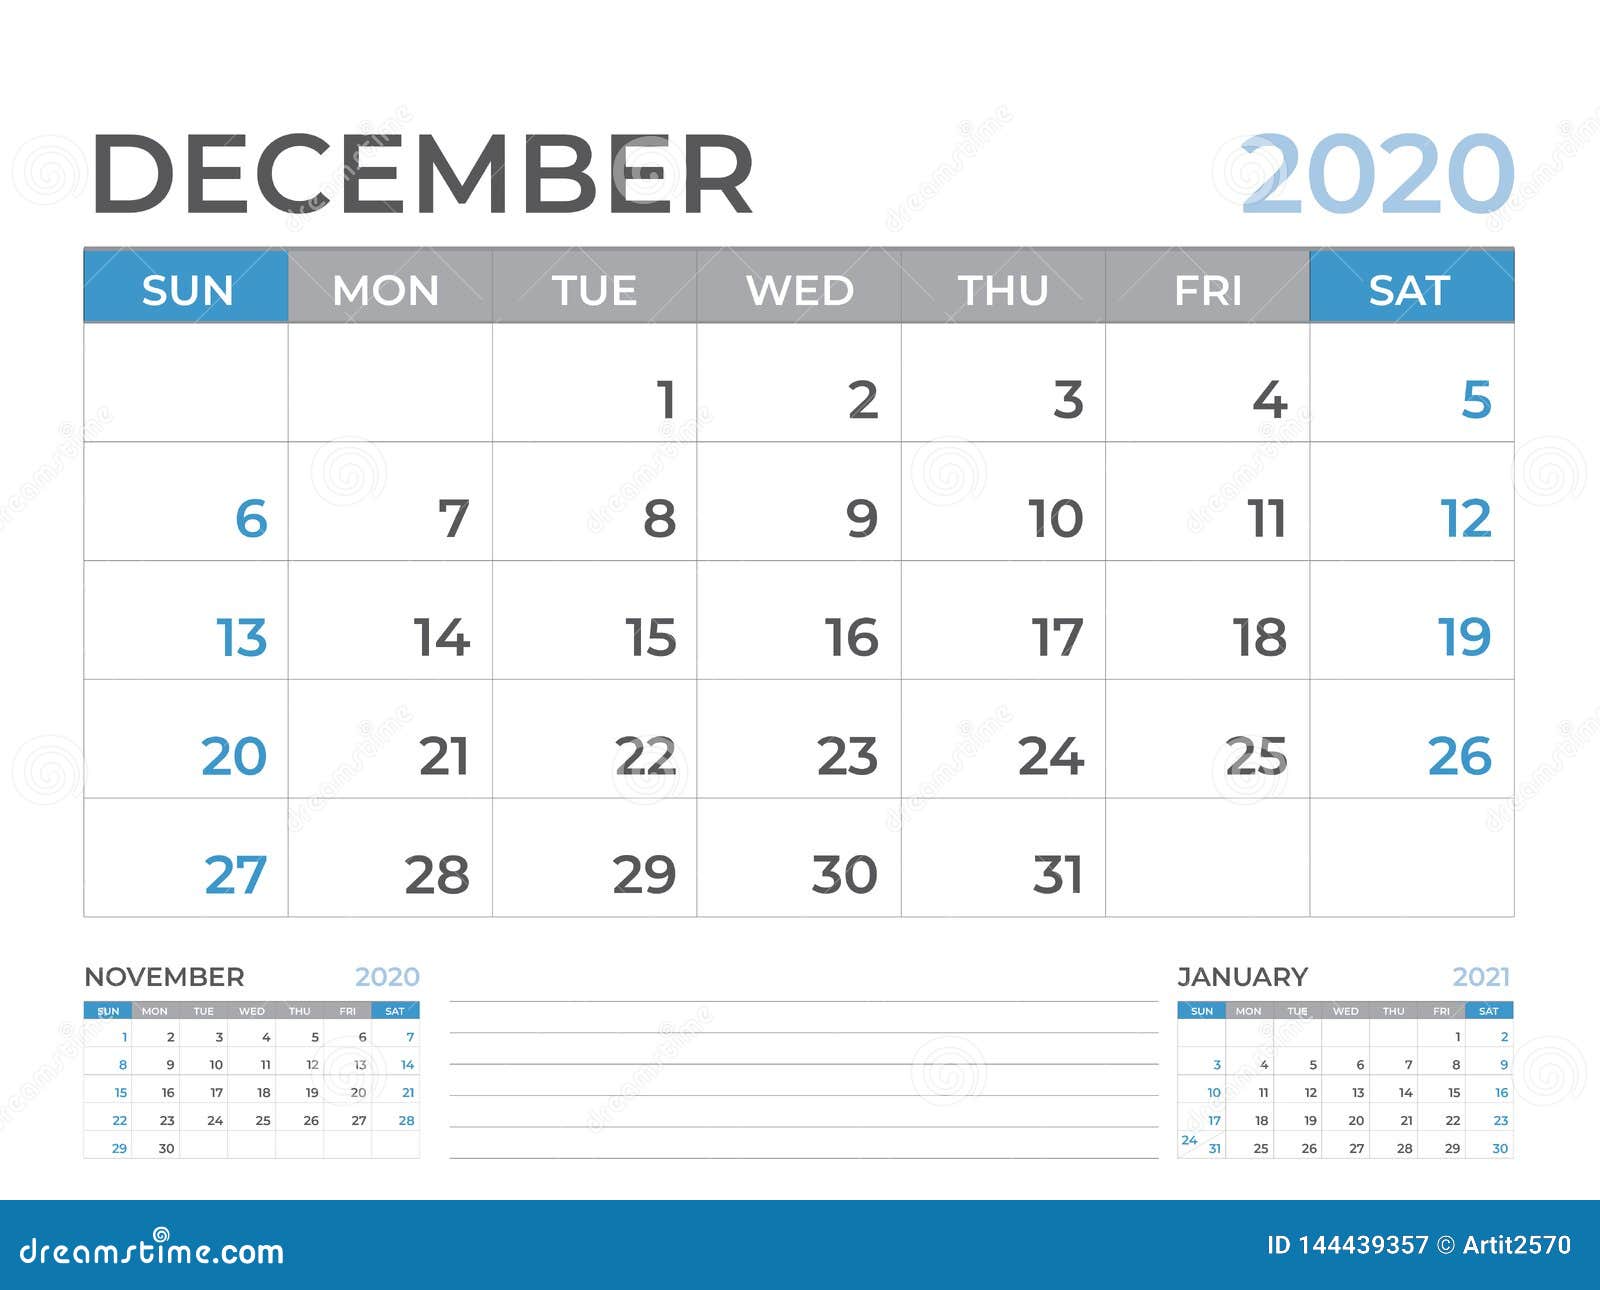 DECEMBER 2020
SUN MON TUE WED THU FRI SAT
1 2 3 4 5
6 7 8 9 10 11 12
13 14 15 16 17 18 19
20 21 22 23 24 25 26
27 28 29 30 31
NOVEMBER 2020
SUN MON TUE WED THU FRI SAT
1 2 3 4 5 6 7
8 9 10 11 12 13 14
15 16 17 18 19 20 21
22 23 24 25 26 27 28
29 30
JANUARY 2021
SUN MON TUE WED THU FRI SAT
1 2
3 4 5 6 7 8 9
10 11 12 13 14 15 16
17 18 19 20 21 22 23
24 31 25 26 27 28 29 30
dreamstime.com
ID 144439357 © Artit2570